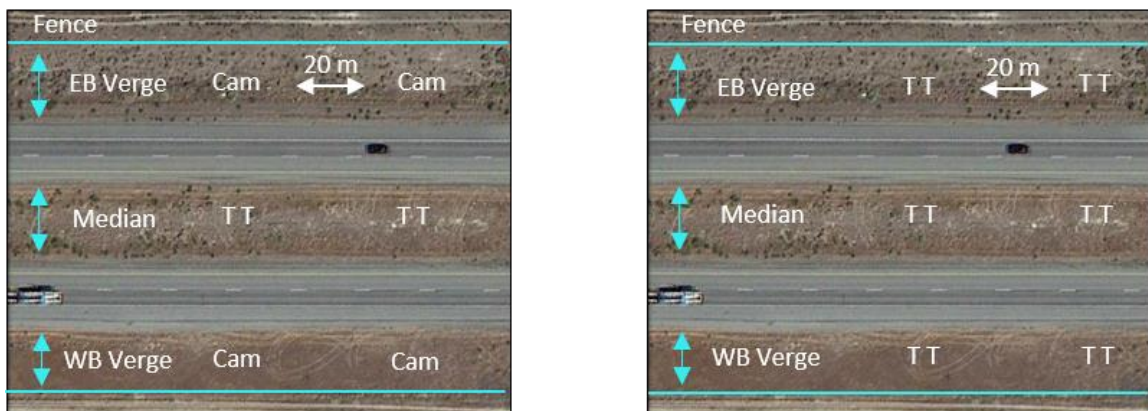 Fence
EB Verge Cam 20 m Cam
Median T T T T
WB Verge Cam Cam
Fence
EB Verge T T 20 m T T
Median T T T T
WB Verge T T T T